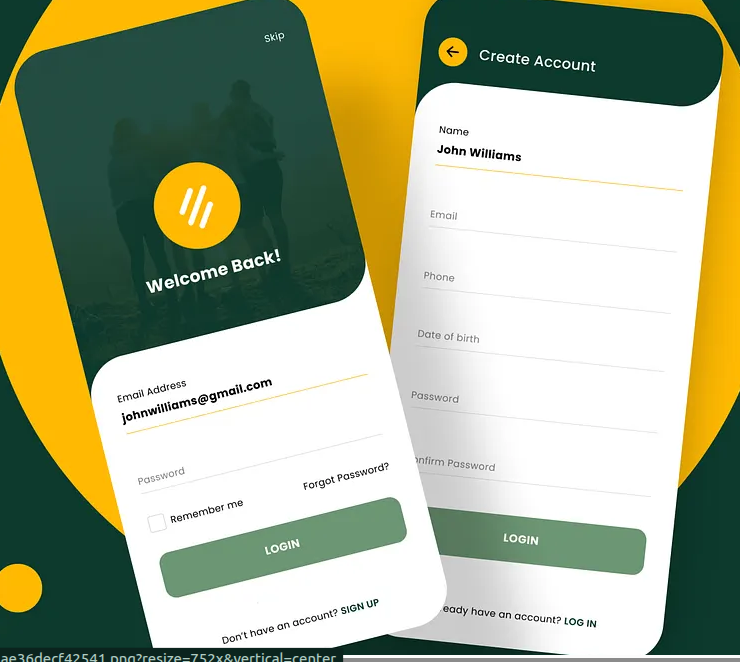 Skip
Welcome Back!
Email Address
johnwilliams@gmail.com
Password
Remember me
Forgot Password?
LOGIN
Don't have an account? SIGN UP
Create Account
Name
John Williams
Email
Phone
Date of birth
Password
onfirm Password
LOGIN
eady have an account? LOG IN
ae36decf42541.png?resize=752x&vertical=center